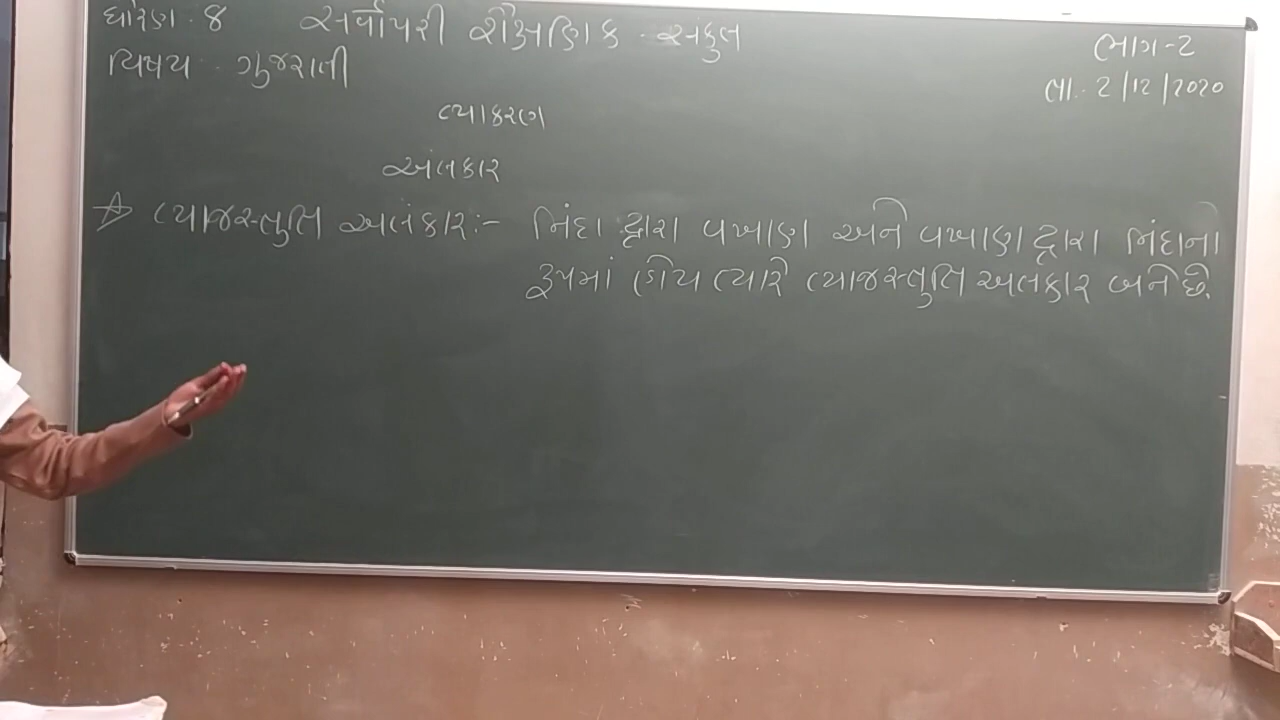 ધોરણ - 8 સર્વોપરી શૈક્ષણિક - સંકુલ ભાગ-2
વિષય - ગુજરાતી તા.- 2/12/2020
વ્યાકરણ
અલંકાર
☆ વ્યાજસ્તુતિ અલંકાર:- નિંદા દ્વારા વખાણ અને વખાણ દ્વારા નિંદાના
રૂપમાં હોય ત્યારે વ્યાજસ્તુતિ અલંકાર બને છે.